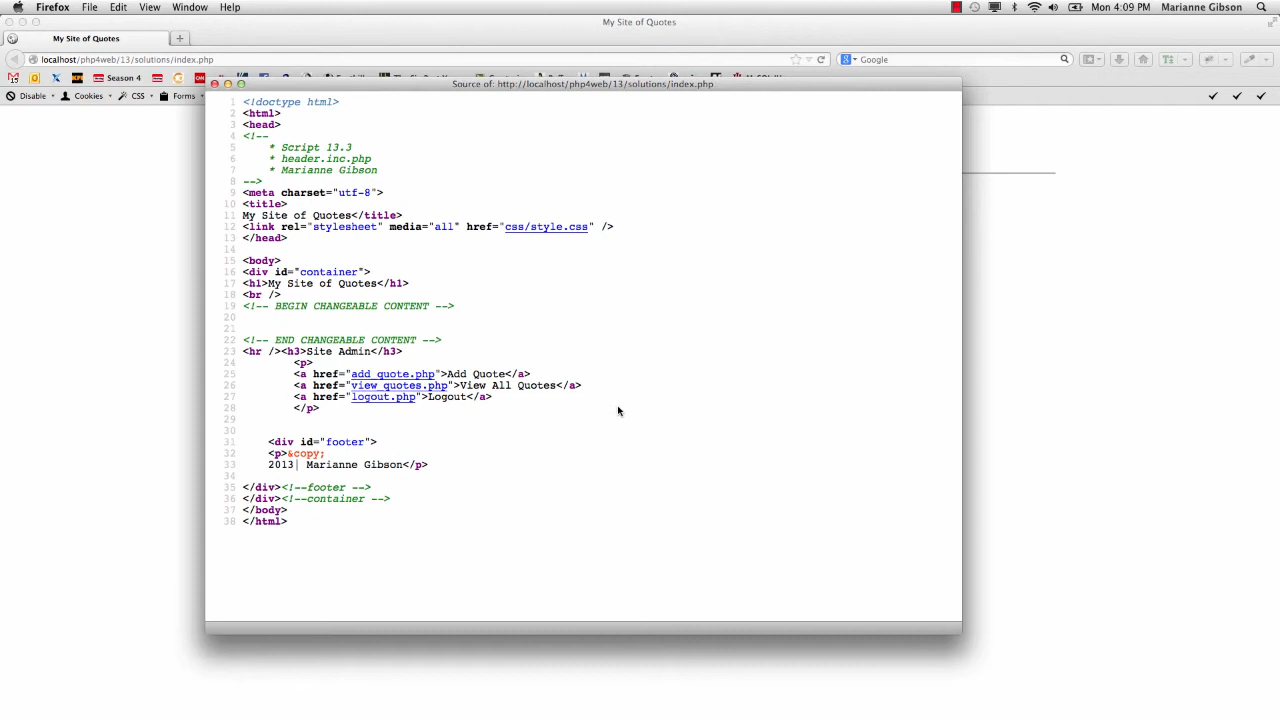 Firefox File Edit View Window Help Mon 4:09 PM Marianne Gibson
My Site of Quotes
My Site of Quotes
localhost/php4web/13/solutions/index.php Google
Season 4
Disable Cookies CSS Forms
Source of: http://localhost/php4web/13/solutions/index.php
1 <!doctype html>
2 <html>
3 <head>
4 <!--
5 * Script 13.3
6 * header.inc.php
7 * Marianne Gibson
8 -->
9 <meta charset="utf-8">
10 <title>
11 My Site of Quotes</title>
12 <link rel="stylesheet" media="all" href="css/style.css" />
13 </head>
14
15 <body>
16 <div id="container">
17 <h1>My Site of Quotes</h1>
18 <br />
19 <!-- BEGIN CHANGEABLE CONTENT -->
20
21
22 <!-- END CHANGEABLE CONTENT -->
23 <hr /><h3>Site Admin</h3>
24 <p>
25 <a href="add_quote.php">Add Quote</a>
26 <a href="view_quotes.php">View All Quotes</a>
27 <a href="logout.php">Logout</a>
28 </p>
29
30
31 <div id="footer">
32 <p>&copy;
33 2013| Marianne Gibson</p>
34
35 </div><!--footer -->
36 </div><!--container -->
37 </body>
38 </html>